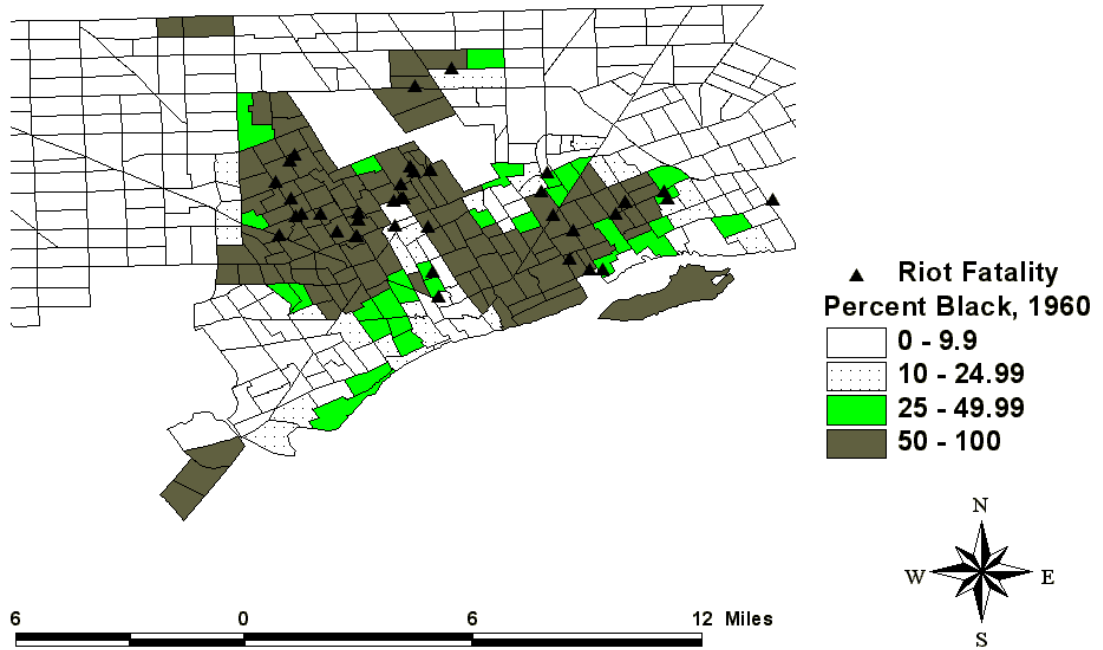 Riot Fatality
Percent Black, 1960
0 - 9.9
10 - 24.99
25 - 49.99
50 - 100
N
W E
S
6 0 6 12 Miles